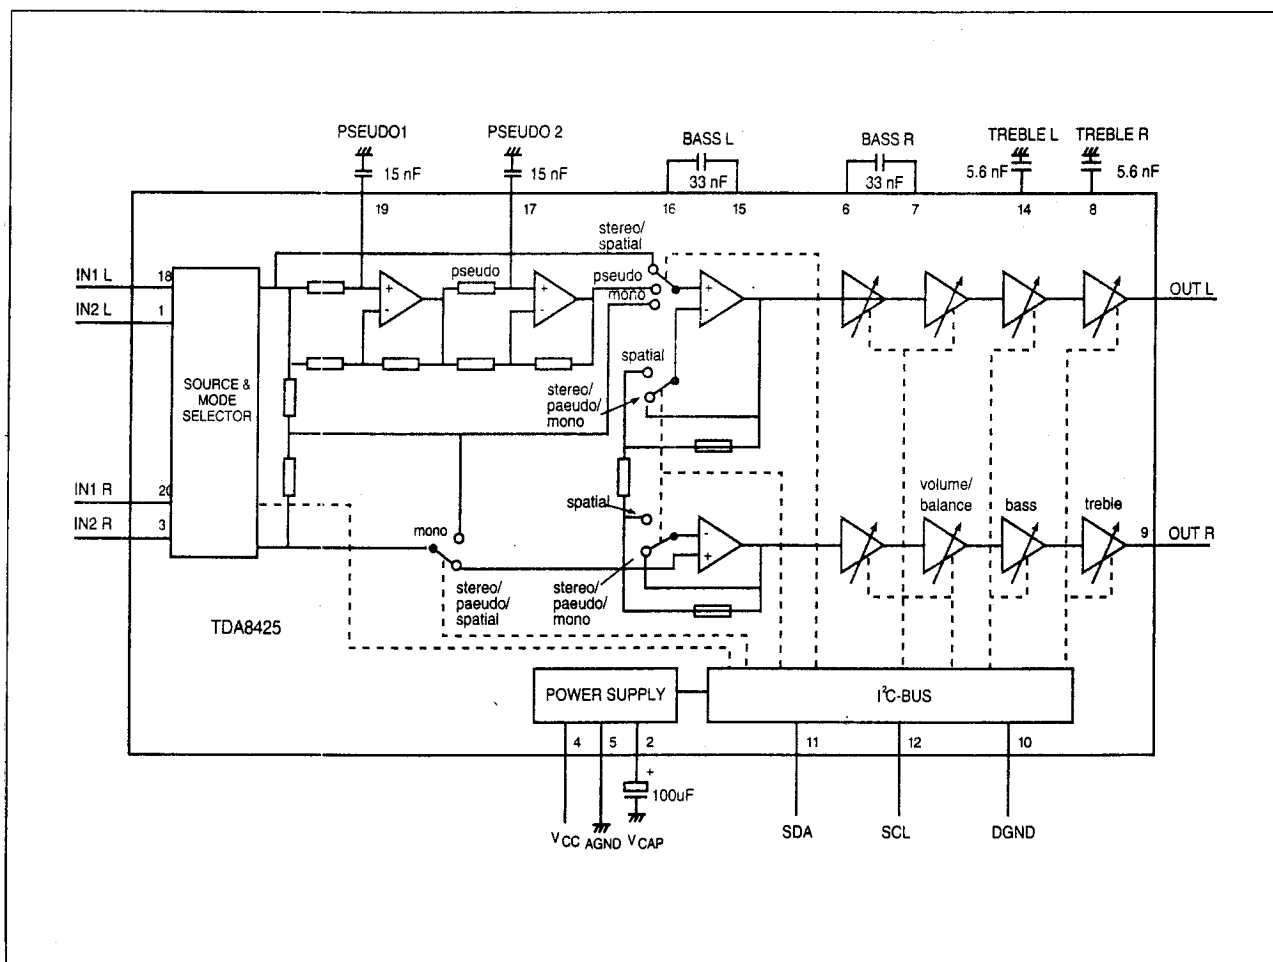 PSEUDO1
PSEUDO 2
BASS L
BASS R
TREBLE L
TREBLE R
15 nF
15 nF
33 nF
33 nF
5.6 nF
5.6 nF
19
17
16
15
6
7
14
8
stereo/
spatial
IN1 L
18
pseudo
pseudo
mono
OUT L
IN2 L
1
SOURCE &
MODE
SELECTOR
spatial
stereo/
paeudo/
mono
IN1 R
20
IN2 R
3
spatial
mono
volume/
balance
bass
treble
9
OUT R
stereo/
paeudo/
spatial
stereo/
paeudo/
mono
TDA8425
POWER SUPPLY
I²C-BUS
4
5
2
11
12
10
+
100uF
VCC
AGND
VCAP
SDA
SCL
DGND
+
-
+
-
+
-
-
+